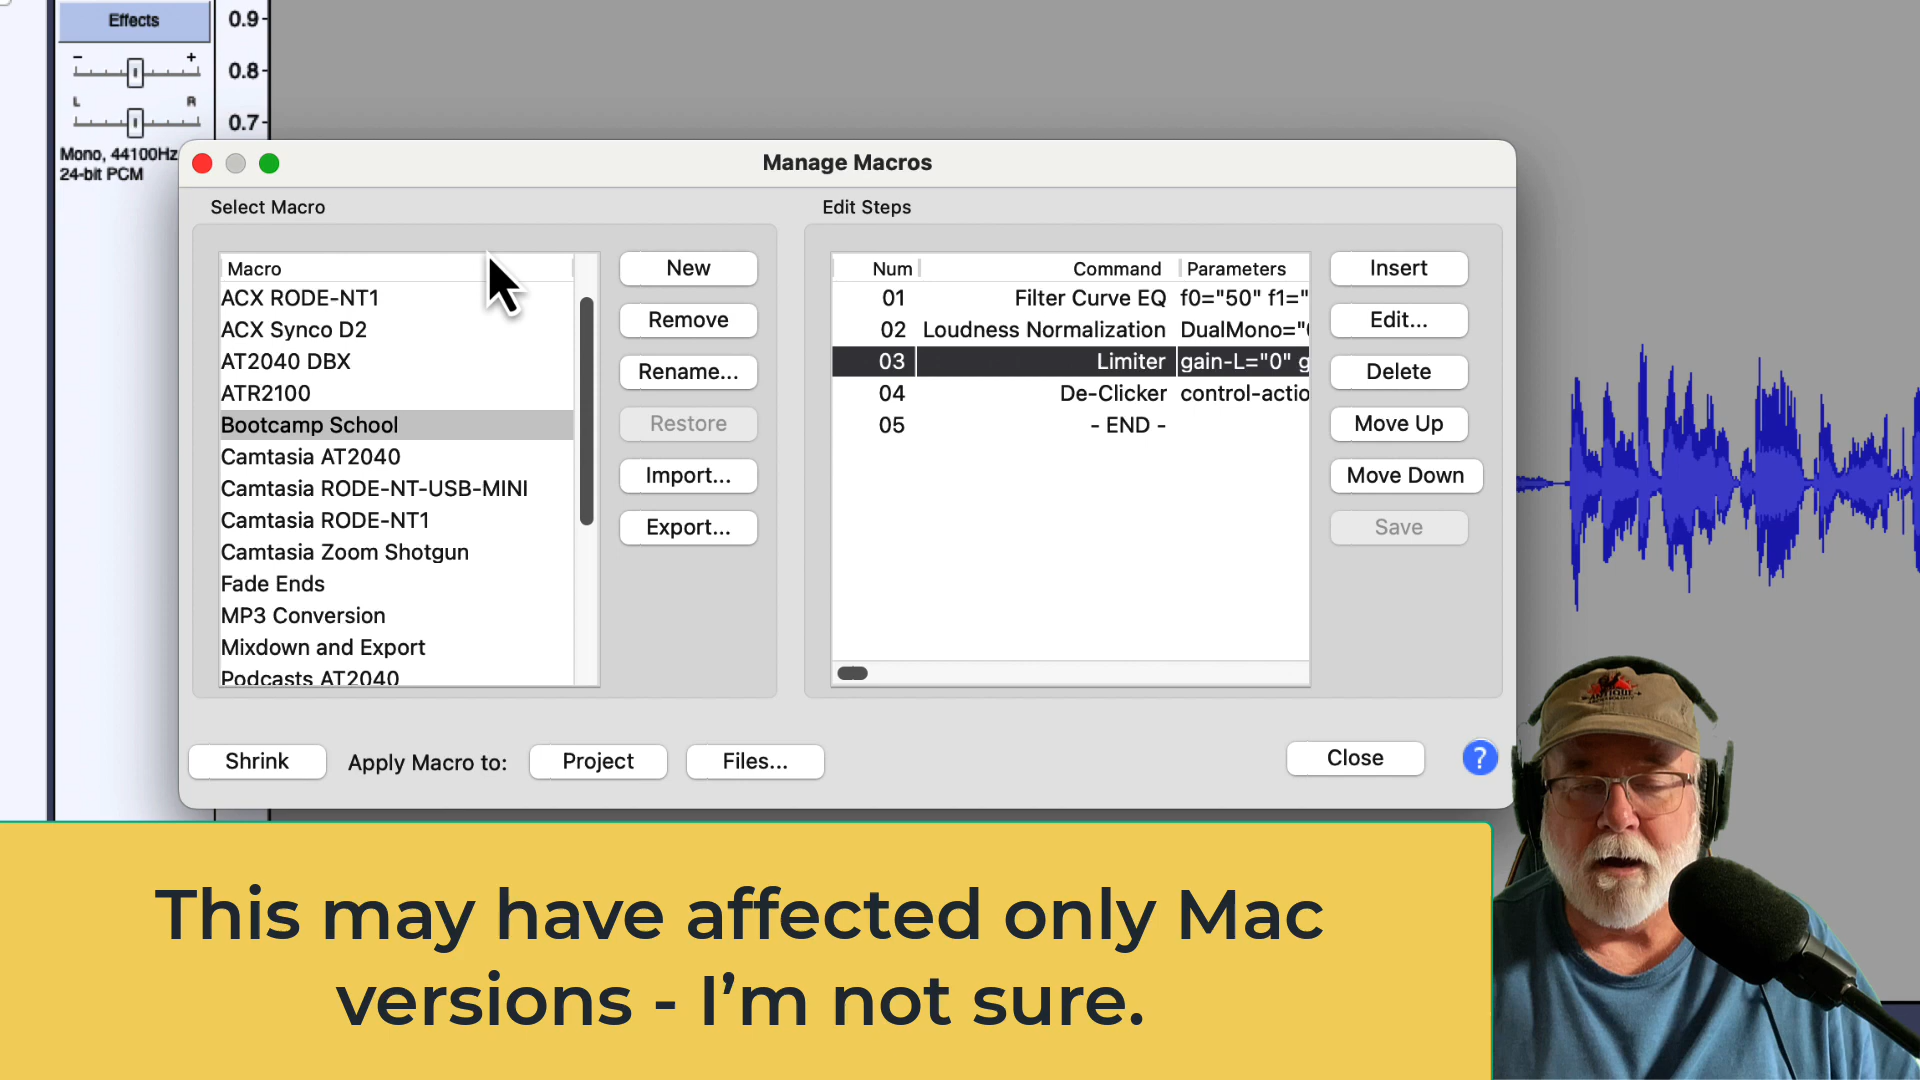 Effects
0.9-
- +
0.8-
L R
0.7-
Mono, 44100Hz
24-bit PCM
Manage Macros
Select Macro
Edit Steps
Macro
ACX RODE-NT1
ACX Synco D2
AT2040 DBX
ATR2100
Bootcamp School
Camtasia AT2040
Camtasia RODE-NT-USB-MINI
Camtasia RODE-NT1
Camtasia Zoom Shotgun
Fade Ends
MP3 Conversion
Mixdown and Export
Podcasts AT2040
New
Remove
Rename...
Restore
Import...
Export...
Num Command Parameters
01 Filter Curve EQ f0="50" f1="
02 Loudness Normalization DualMono="
03 Limiter gain-L="0" g
04 De-Clicker control-actio
05 - END -
Insert
Edit...
Delete
Move Up
Move Down
Save
Shrink
Apply Macro to:
Project
Files...
Close
?
This may have affected only Mac
versions - I'm not sure.